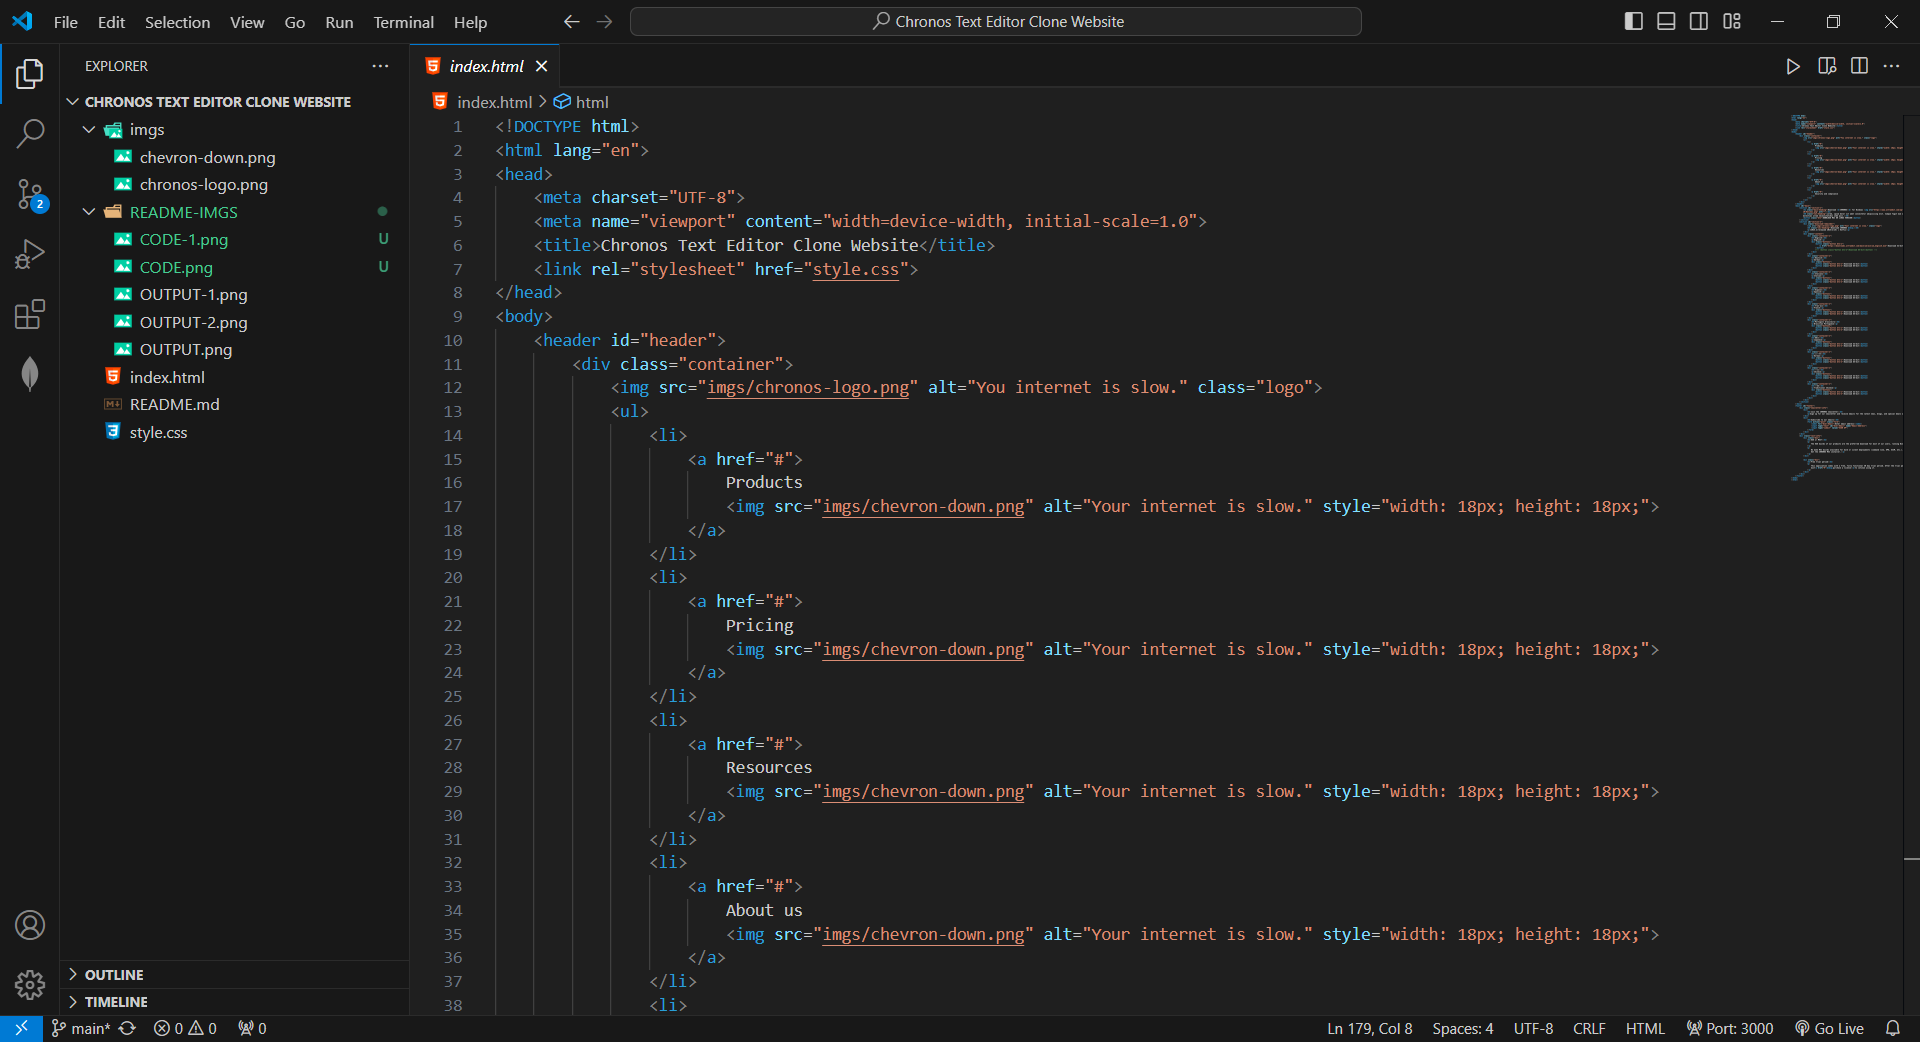 File Edit Selection View Go Run Terminal Help
Chronos Text Editor Clone Website
EXPLORER
CHRONOS TEXT EDITOR CLONE WEBSITE
imgs
chevron-down.png
chronos-logo.png
README-IMGS
CODE-1.png U
CODE.png U
OUTPUT-1.png
OUTPUT-2.png
OUTPUT.png
index.html
README.md
style.css
OUTLINE
TIMELINE
index.html
index.html > html
1 <!DOCTYPE html>
2 <html lang="en">
3 <head>
4 <meta charset="UTF-8">
5 <meta name="viewport" content="width=device-width, initial-scale=1.0">
6 <title>Chronos Text Editor Clone Website</title>
7 <link rel="stylesheet" href="style.css">
8 </head>
9 <body>
10 <header id="header">
11 <div class="container">
12 <img src="imgs/chronos-logo.png" alt="You internet is slow." class="logo">
13 <ul>
14 <li>
15 <a href="#">
16 Products
17 <img src="imgs/chevron-down.png" alt="Your internet is slow." style="width: 18px; height: 18px;">
18 </a>
19 </li>
20 <li>
21 <a href="#">
22 Pricing
23 <img src="imgs/chevron-down.png" alt="Your internet is slow." style="width: 18px; height: 18px;">
24 </a>
25 </li>
26 <li>
27 <a href="#">
28 Resources
29 <img src="imgs/chevron-down.png" alt="Your internet is slow." style="width: 18px; height: 18px;">
30 </a>
31 </li>
32 <li>
33 <a href="#">
34 About us
35 <img src="imgs/chevron-down.png" alt="Your internet is slow." style="width: 18px; height: 18px;">
36 </a>
37 </li>
38 <li>
2
main* 0 0 0
Ln 179, Col 8 Spaces: 4 UTF-8 CRLF HTML Port: 3000 Go Live